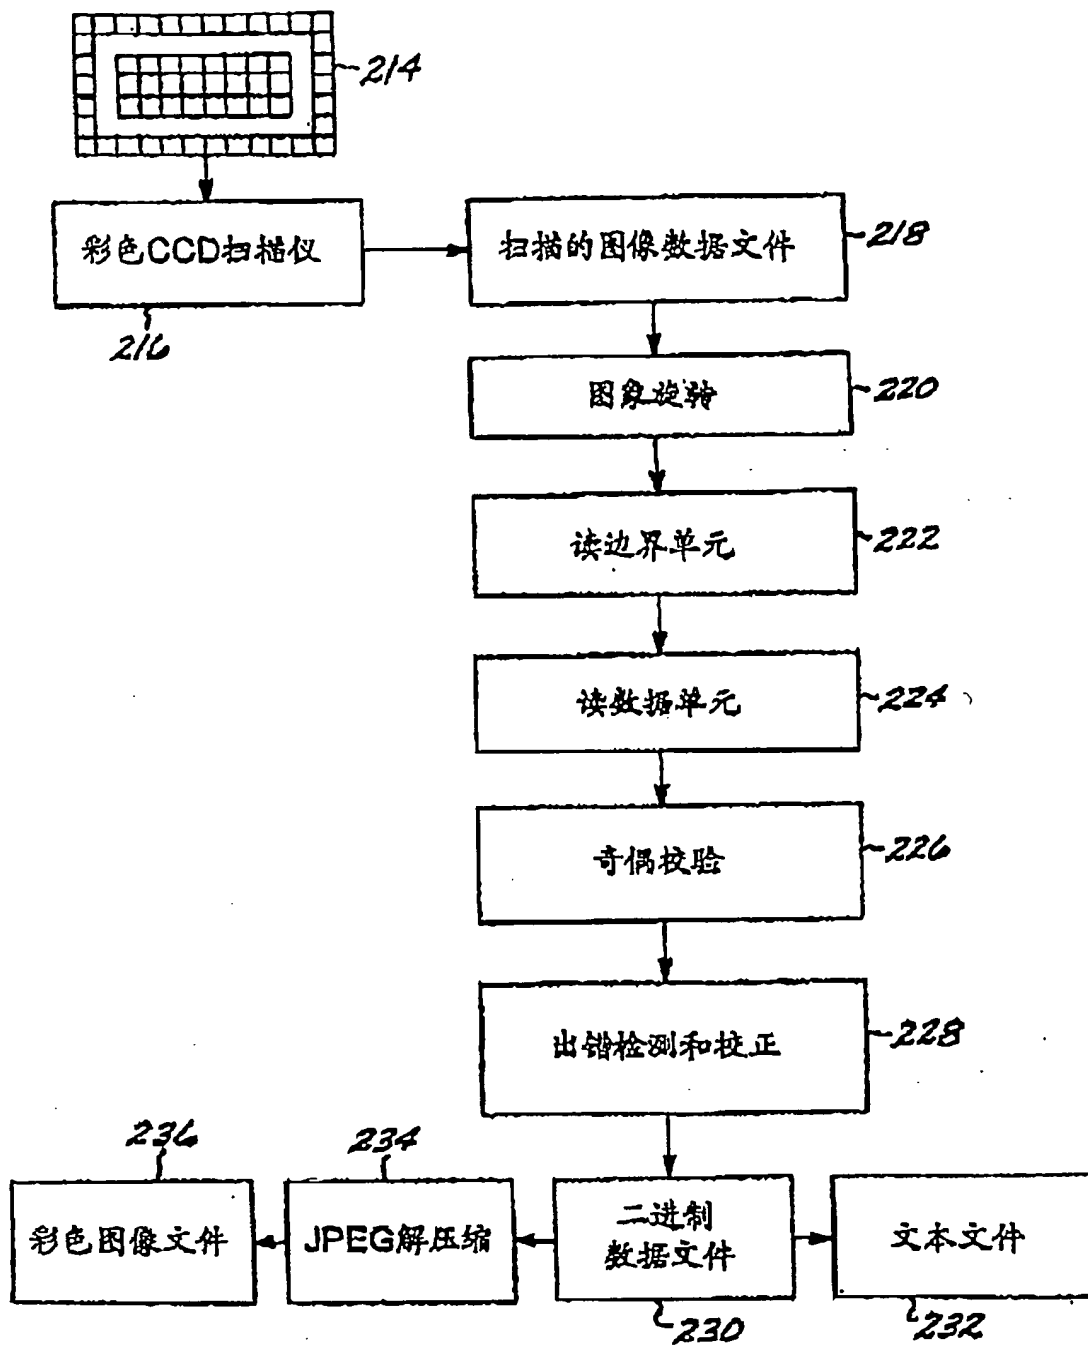 214
彩色CCD扫描仪
216
扫描的图像数据文件
218
图象旋转
220
读边界单元
222
读数据单元
224
奇偶校验
226
出错检测和校正
228
236
234
彩色图像文件
JPEG解压缩
二进制
数据文件
文本文件
230
232